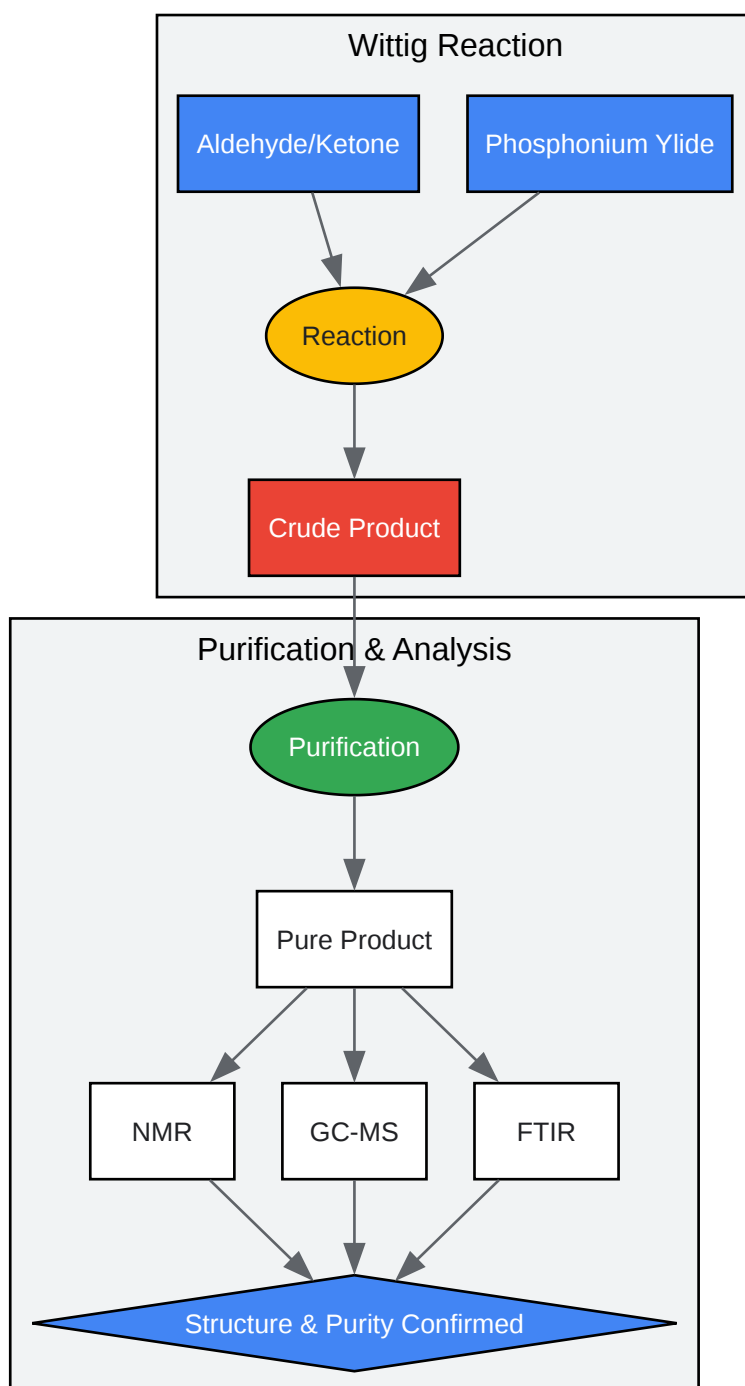 Wittig Reaction
Aldehyde/Ketone
Phosphonium Ylide
Reaction
Crude Product
Purification & Analysis
Purification
Pure Product
NMR
GC-MS
FTIR
Structure & Purity Confirmed